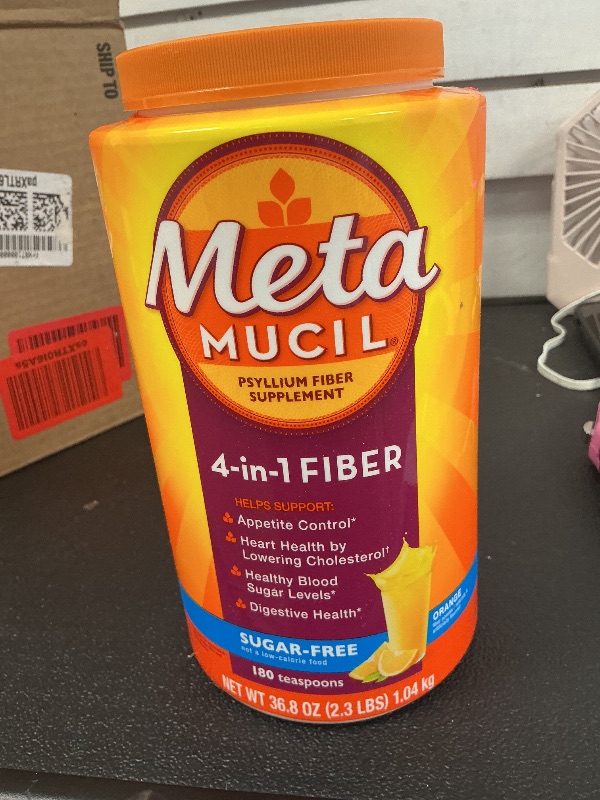 SHIP TO
Meta
MUCIL®
PSYLLIUM FIBER
SUPPLEMENT
4-in-1 FIBER
HELPS SUPPORT:
Appetite Control*
Heart Health by
Lowering Cholesterol†
Healthy Blood
Sugar Levels*
Digestive Health*
ORANGE
SUGAR-FREE
not a low-calorie food
180 teaspoons
NET WT 36.8 OZ (2.3 LBS) 1.04 kg